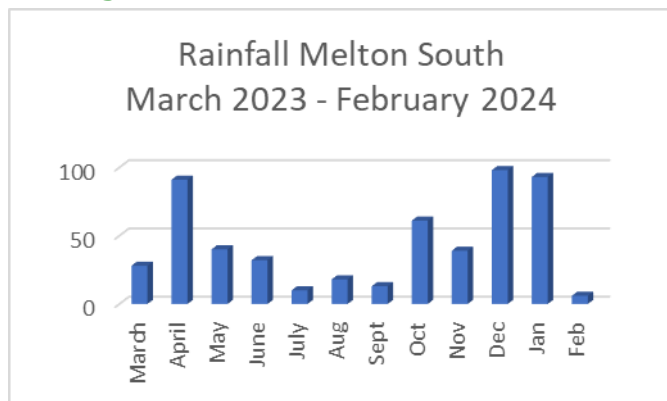 Rainfall Melton South
March 2023 - February 2024
100
50
0
March
April
May
June
July
Aug
Sept
Oct
Nov
Dec
Jan
Feb